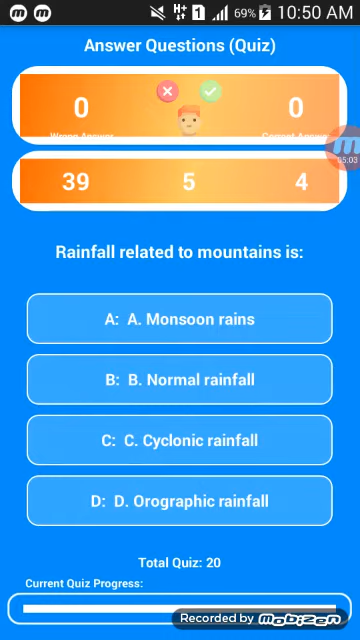 69% 10:50 AM
Answer Questions (Quiz)
0 0
Wrong Answer Correct Answer
05:03
39 5 4
Rainfall related to mountains is:
A: A. Monsoon rains
B: B. Normal rainfall
C: C. Cyclonic rainfall
D: D. Orographic rainfall
Total Quiz: 20
Current Quiz Progress:
Recorded by MOBIZEN